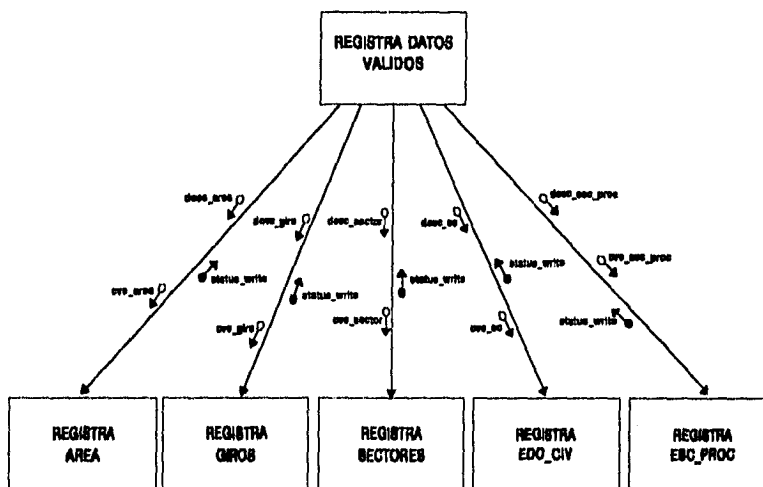 REGISTRA DATOS
VALIDOS
desc_area
desc_giro
desc_sector
desc_ec
desc_esc_proc
cve_esc_proc
status_write
status_write
status_write
status_write
status_write
cve_area
cve_giro
cve_sector
cve_ec
REGISTRA
AREA
REGISTRA
GIROS
REGISTRA
SECTORES
REGISTRA
EDO_CIV
REGISTRA
ESC_PROC